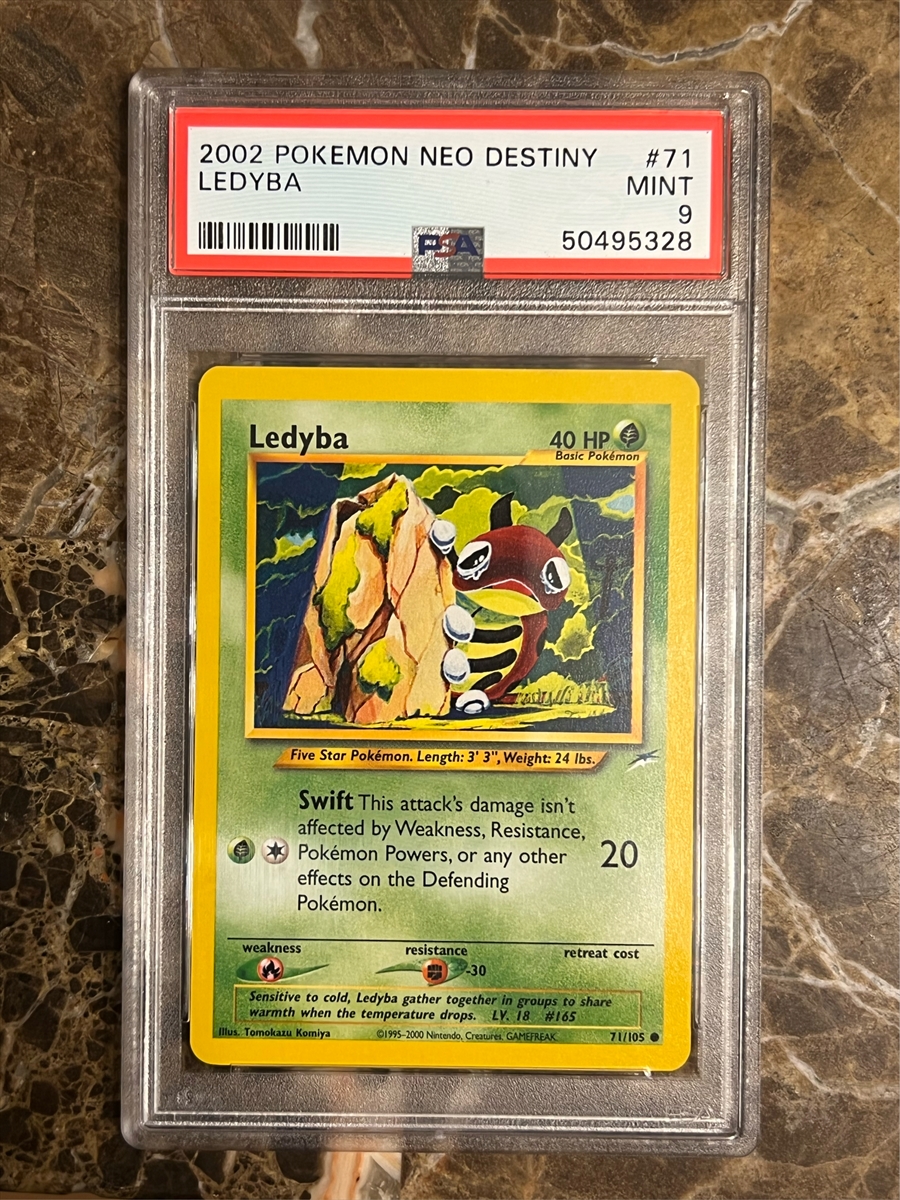 2002 POKEMON NEO DESTINY #71
LEDYBA MINT
9
50495328
PSA
Ledyba 40 HP
Basic Pokémon
Five Star Pokémon. Length: 3' 3", Weight: 24 lbs.
Swift This attack's damage isn't
affected by Weakness, Resistance,
Pokémon Powers, or any other
effects on the Defending
Pokémon.
20
weakness resistance retreat cost
-30
Sensitive to cold, Ledyba gather together in groups to share
warmth when the temperature drops. LV. 18 #165
Illus. Tomokazu Komiya ©1995-2000 Nintendo, Creatures, GAMEFREAK. 71/105